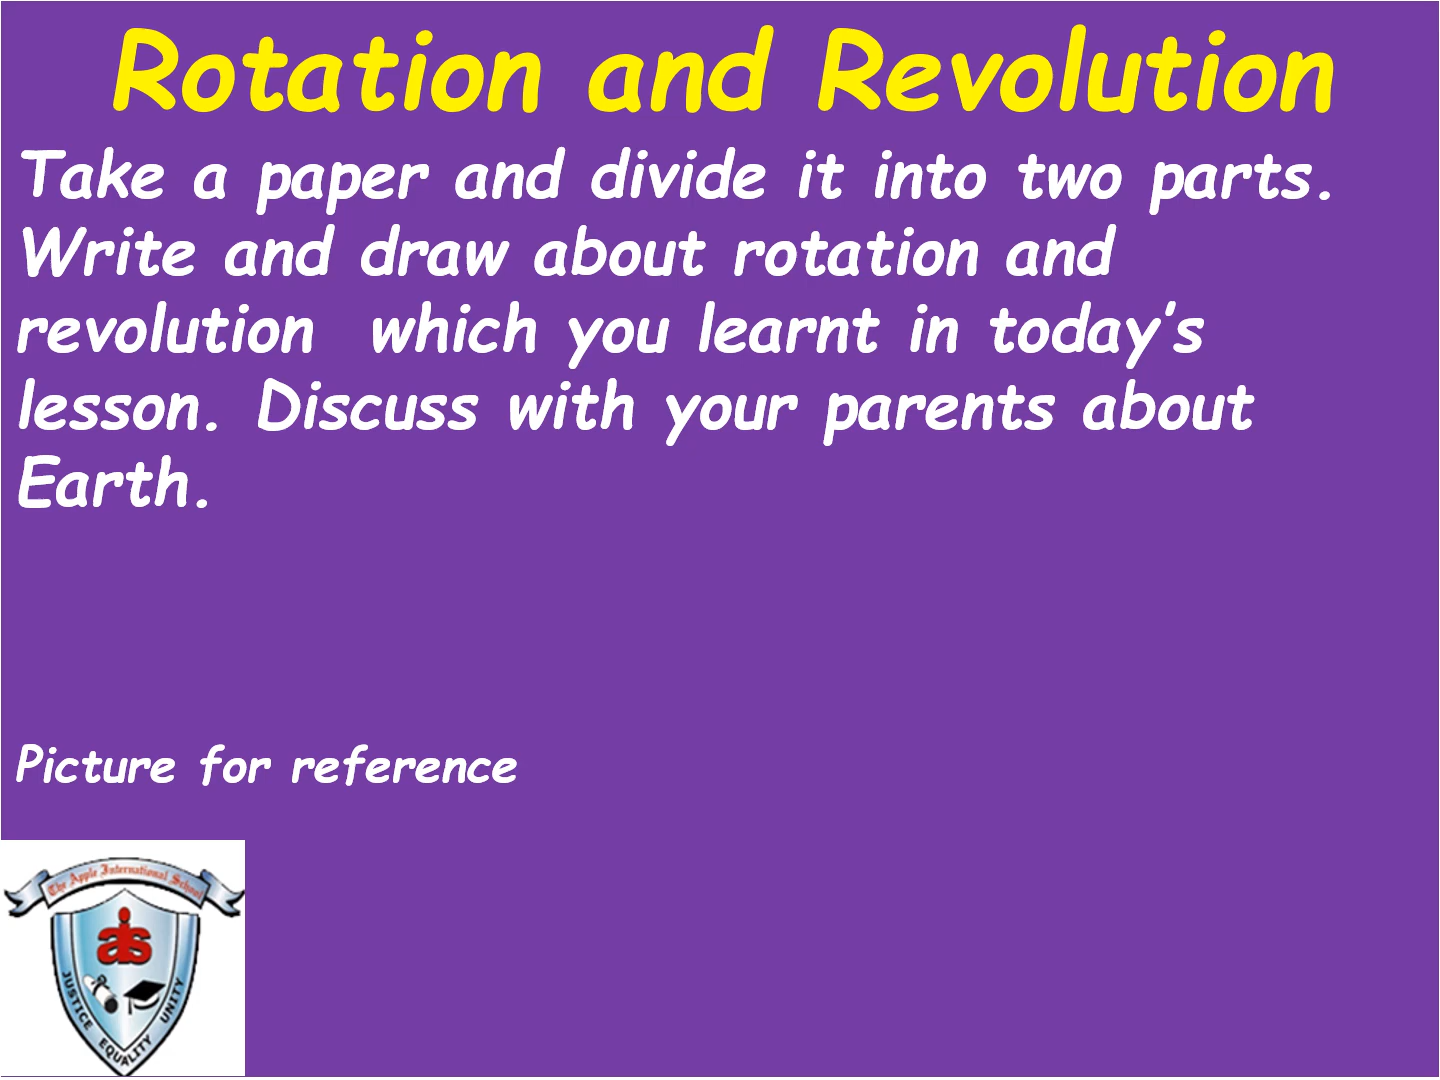 Rotation and Revolution
Take a paper and divide it into two parts.
Write and draw about rotation and
revolution  which you learnt in today’s
lesson. Discuss with your parents about
Earth.
Picture for reference
The Apple International School
ais
JUSTICE EQUALITY UNITY